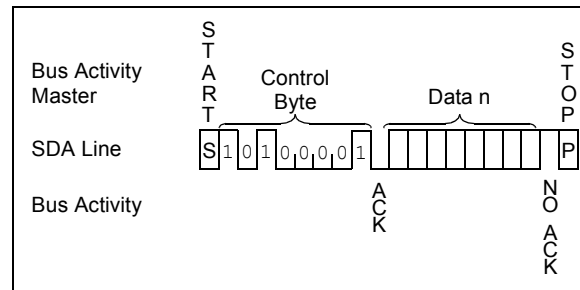 START
STOP
Bus Activity
Master
Control
Byte
Data n
SDA Line
S 1 0 1 0 0 0 0 1 P
Bus Activity
ACK
NO ACK